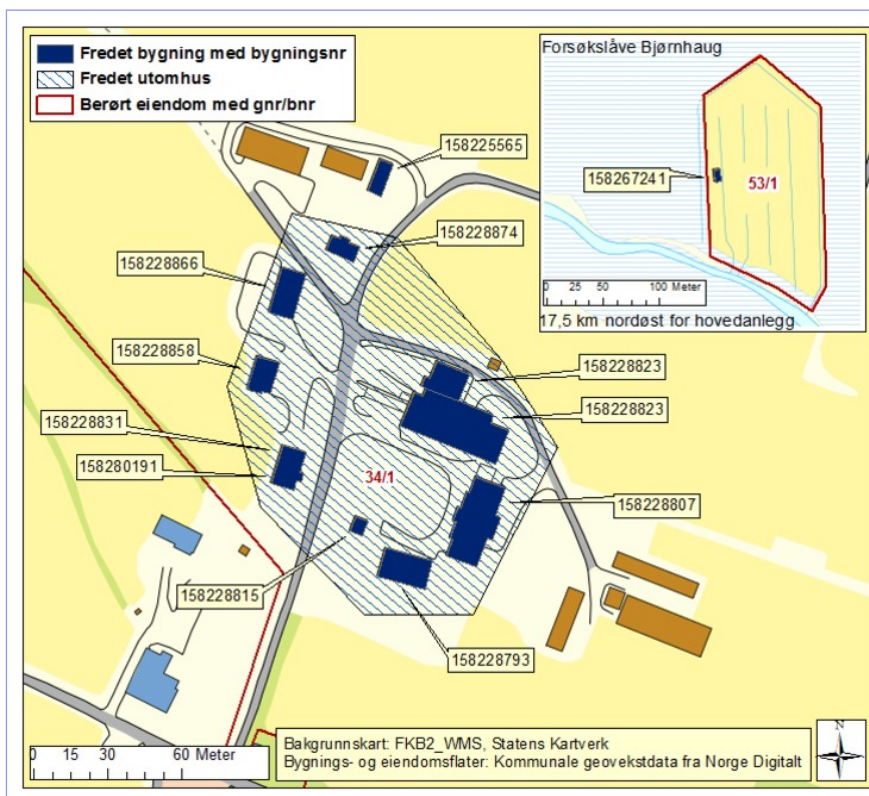 Fredet bygning med bygningsnr
Fredet utomhus
Berørt eiendom med gnr/bnr
Forsøkslåve Bjørnhaug
158267241
53/1
0 25 50 100 Meter
17,5 km nordøst for hovedanlegg
158225565
158228874
158228866
158228858
158228823
158228823
158228831
158280191
34/1
158228807
158228815
158228793
0 15 30 60 Meter
Bakgrunnskart: FKB2_WMS, Statens Kartverk
Bygnings- og eiendomsflater: Kommunale geovekstdata fra Norge Digitalt
N